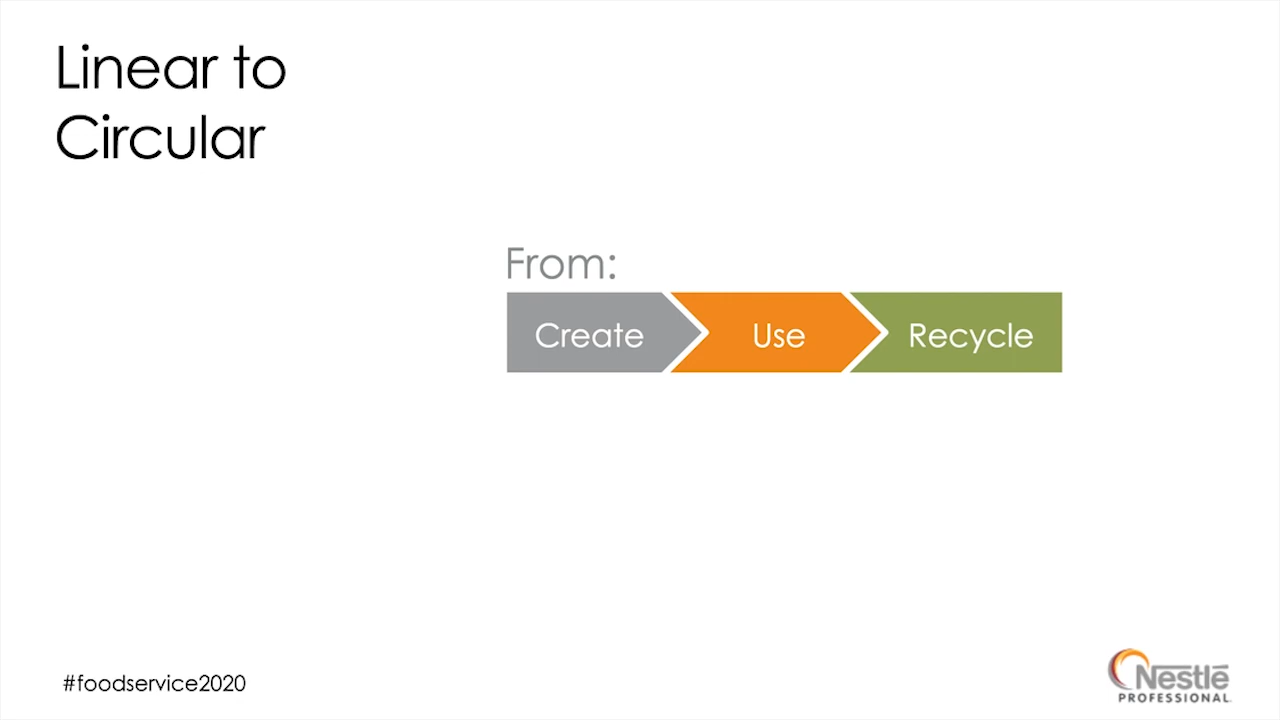 Linear to
Circular
From:
Create
Use
Recycle
#foodservice2020
Nestlé
PROFESSIONAL.